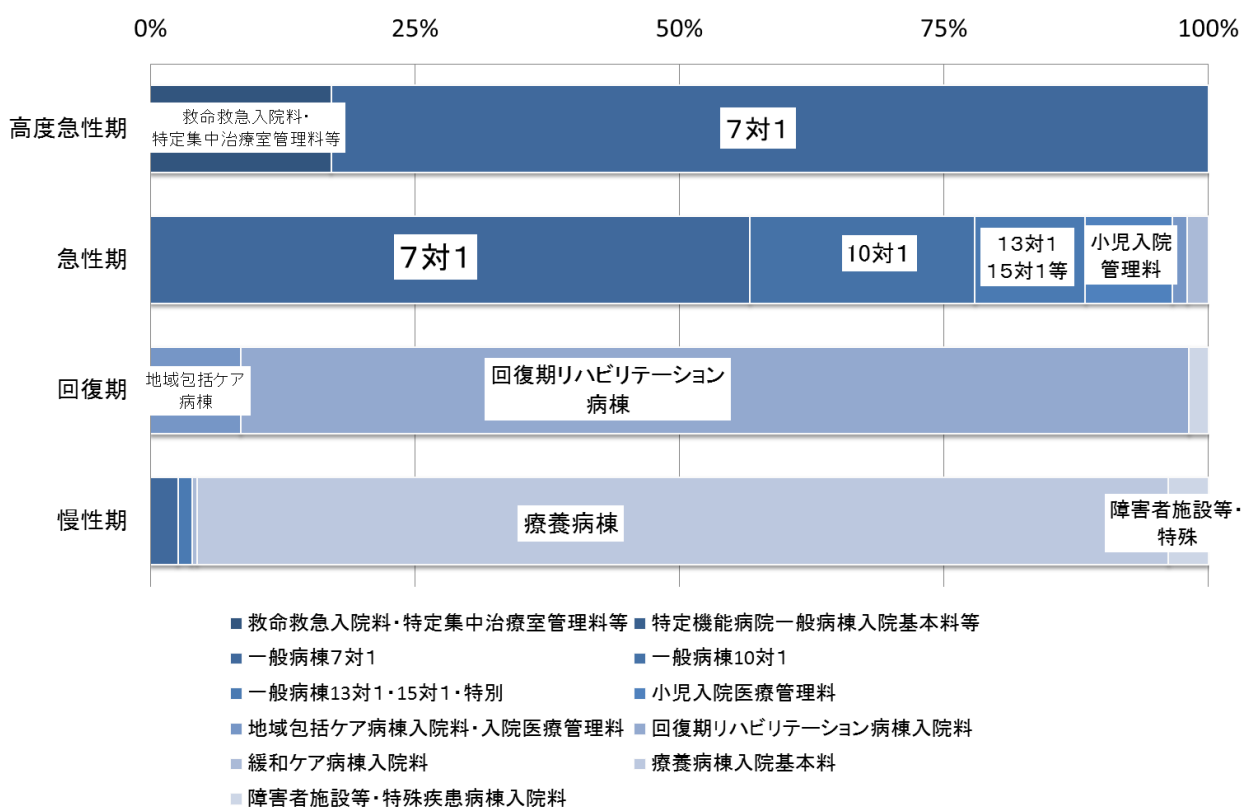 0% 25% 50% 75% 100%
高度急性期
救命救急入院料・
特定集中治療室管理料等
7対1
急性期
7対1
10対1
13対1
15対1等
小児入院
管理料
回復期
地域包括ケア
病棟
回復期リハビリテーション
病棟
慢性期
療養病棟
障害者施設等・
特殊
救命救急入院料・特定集中治療室管理料等
特定機能病院一般病棟入院基本料等
一般病棟7対1
一般病棟10対1
一般病棟13対1・15対1・特別
小児入院医療管理料
地域包括ケア病棟入院料・入院医療管理料
回復期リハビリテーション病棟入院料
緩和ケア病棟入院料
療養病棟入院基本料
障害者施設等・特殊疾患病棟入院料